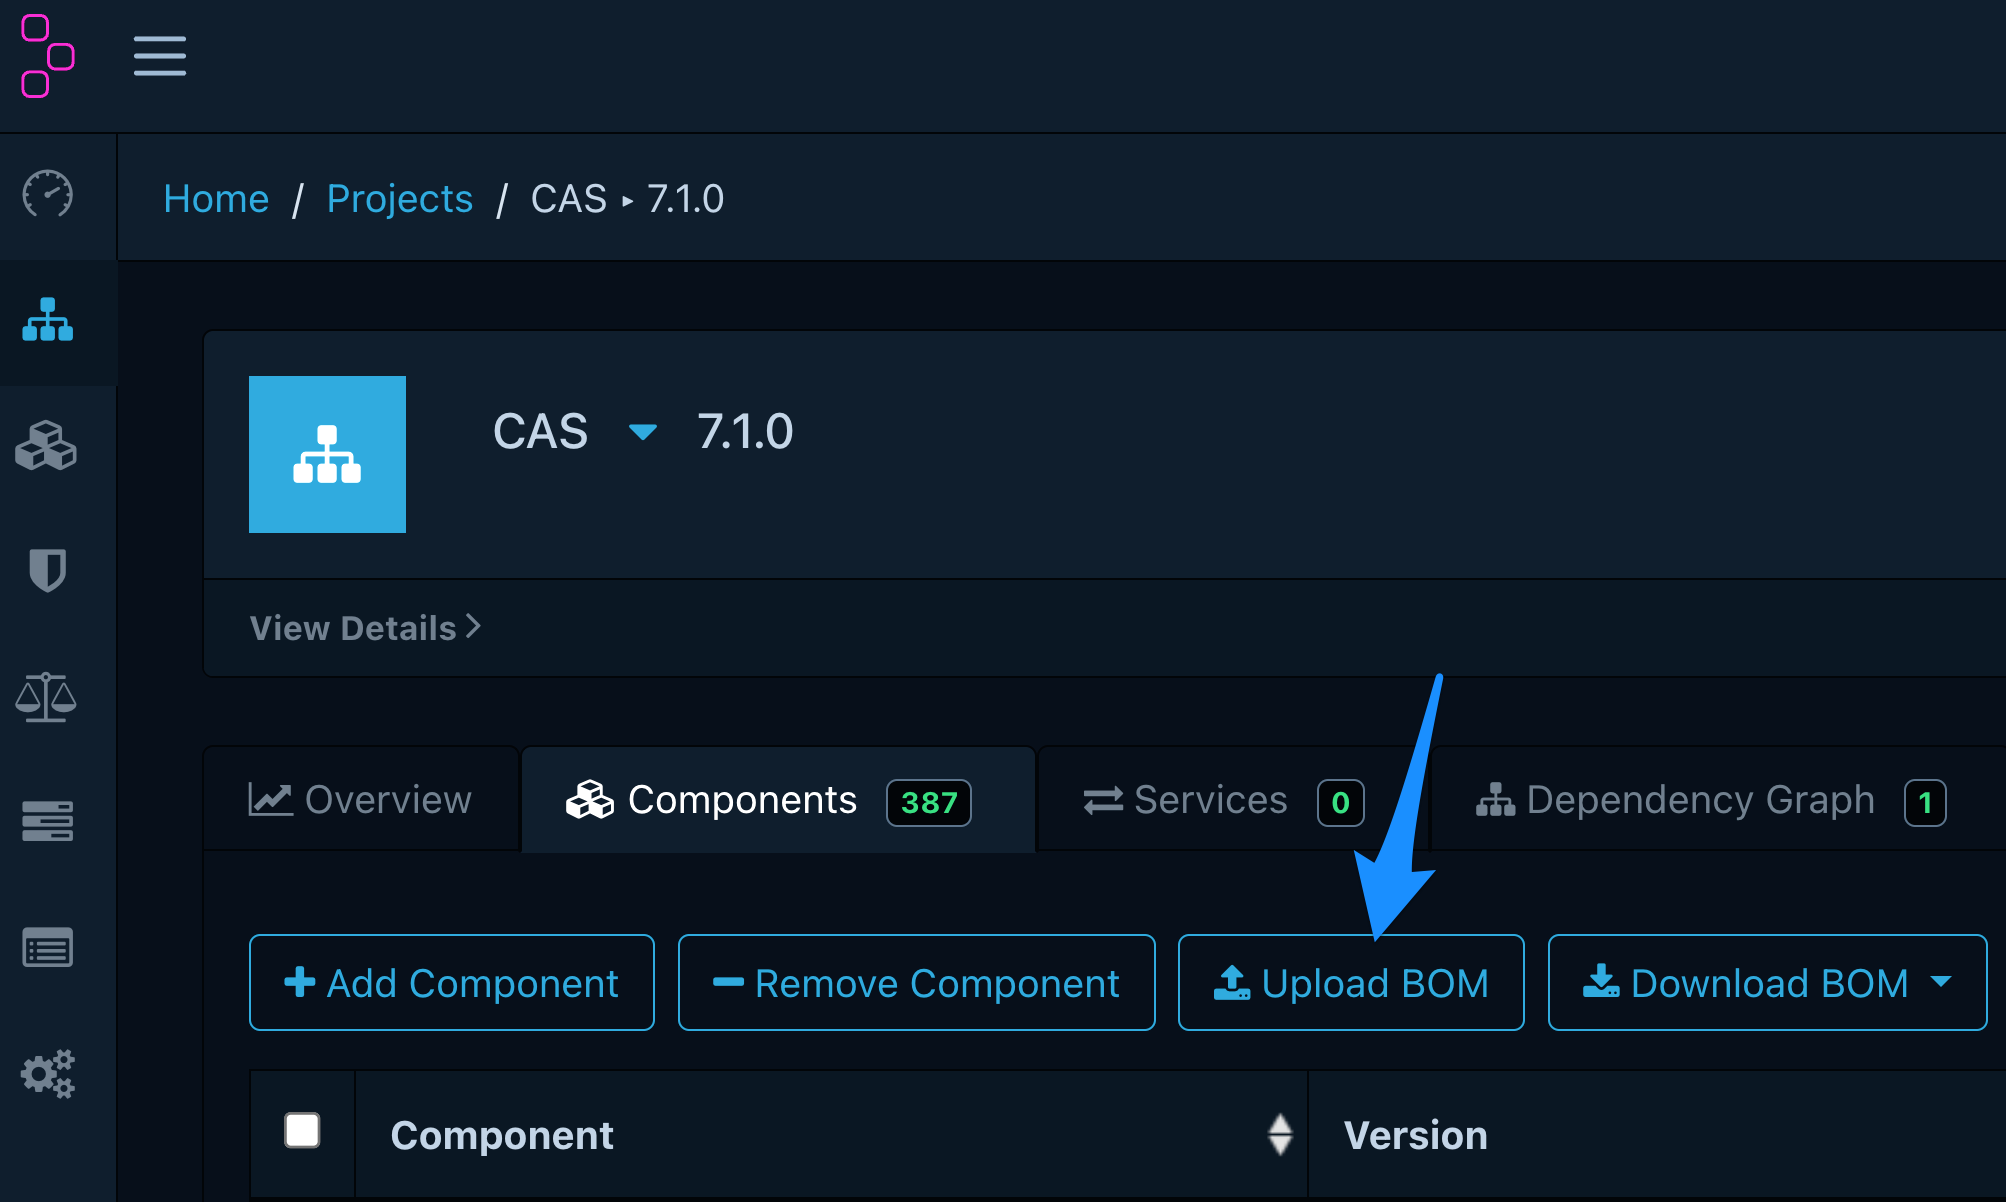 Home / Projects / CAS ▸ 7.1.0
CAS 7.1.0
View Details
Overview Components 387 Services 0 Dependency Graph 1
Add Component Remove Component Upload BOM Download BOM
Component Version